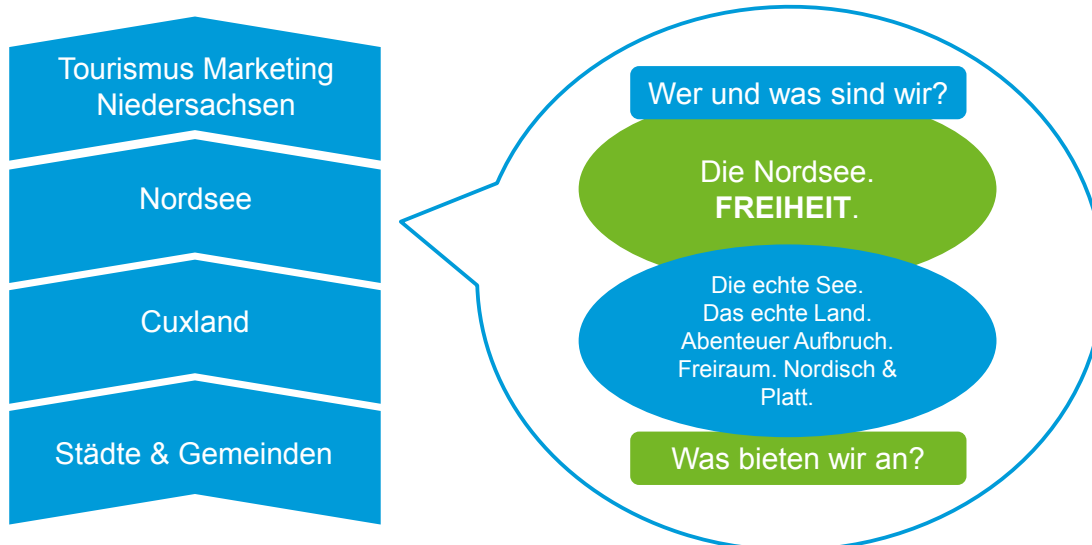 Tourismus Marketing
Niedersachsen
Nordsee
Cuxland
Städte & Gemeinden
Wer und was sind wir?
Die Nordsee.
FREIHEIT.
Die echte See.
Das echte Land.
Abenteuer Aufbruch.
Freiraum. Nordisch &
Platt.
Was bieten wir an?